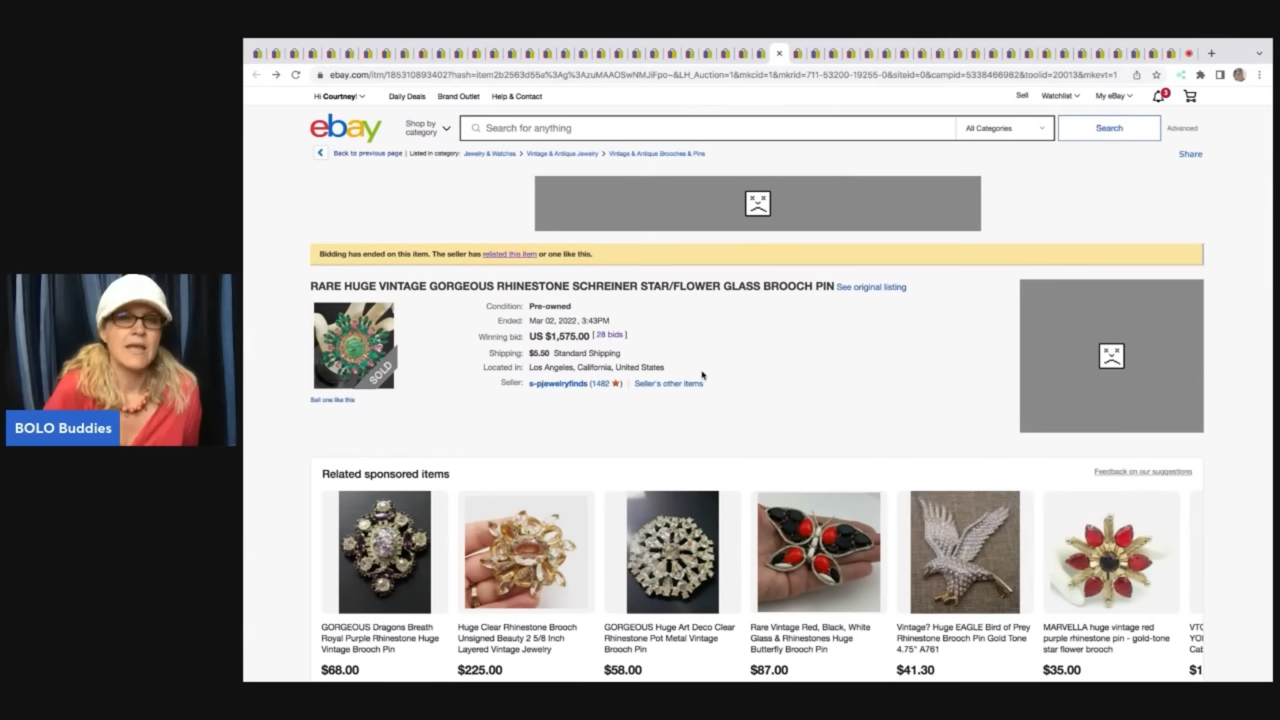 ebay.com/itm/185310893402?hash=item2b2563d55a%3Ag%3AzuMAAOSwNMJiFpo~&LH_Auction=1&mkcid=1&mkrid=711-53200-19255-0&siteid=0&campid=5338466982&toolid=20013&mkevt=1
Hi Courtney! Daily Deals Brand Outlet Help & Contact Sell Watchlist My eBay 3
ebay Shop by category Search for anything All Categories Search Advanced
Back to previous page | Listed in category: Jewelry & Watches > Vintage & Antique Jewelry > Vintage & Antique Brooches & Pins Share
Bidding has ended on this item. The seller has relisted this item or one like this.
RARE HUGE VINTAGE GORGEOUS RHINESTONE SCHREINER STAR/FLOWER GLASS BROOCH PIN See original listing
SOLD
Sell one like this
Condition: Pre-owned
Ended: Mar 02, 2022 , 3:43PM
Winning bid: US $1,575.00 [ 28 bids ]
Shipping: $5.50 Standard Shipping
Located in: Los Angeles, California, United States
Seller: s-pjewelryfinds (1482 ★) | Seller's other items
BOLO Buddies
Related sponsored items Feedback on our suggestions
GORGEOUS Dragons Breath
Royal Purple Rhinestone Huge
Vintage Brooch Pin
$68.00
Huge Clear Rhinestone Brooch
Unsigned Beauty 2 5/8 Inch
Layered Vintage Jewelry
$225.00
GORGEOUS Huge Art Deco Clear
Rhinestone Pot Metal Vintage
Brooch Pin
$58.00
Rare Vintage Red, Black, White
Glass & Rhinestones Huge
Butterfly Brooch Pin
$87.00
Vintage? Huge EAGLE Bird of Prey
Rhinestone Brooch Pin Gold Tone
4.75" A761
$41.30
MARVELLA huge vintage red
purple rhinestone pin - gold-tone
star flower brooch
$35.00
VTG
YO
Cat
$1